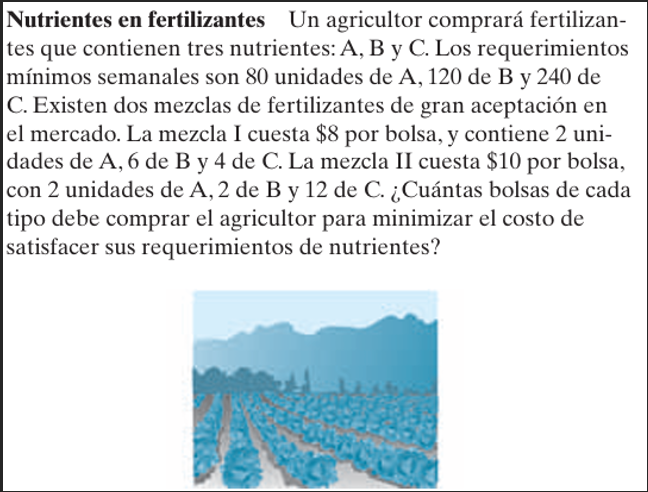 Nutrientes en fertilizantes Un agricultor comprará fertilizan-
tes que contienen tres nutrientes: A, B y C. Los requerimientos
mínimos semanales son 80 unidades de A, 120 de B y 240 de
C. Existen dos mezclas de fertilizantes de gran aceptación en
el mercado. La mezcla I cuesta $8 por bolsa, y contiene 2 uni-
dades de A, 6 de B y 4 de C. La mezcla II cuesta $10 por bolsa,
con 2 unidades de A, 2 de B y 12 de C. ¿Cuántas bolsas de cada
tipo debe comprar el agricultor para minimizar el costo de
satisfacer sus requerimientos de nutrientes?